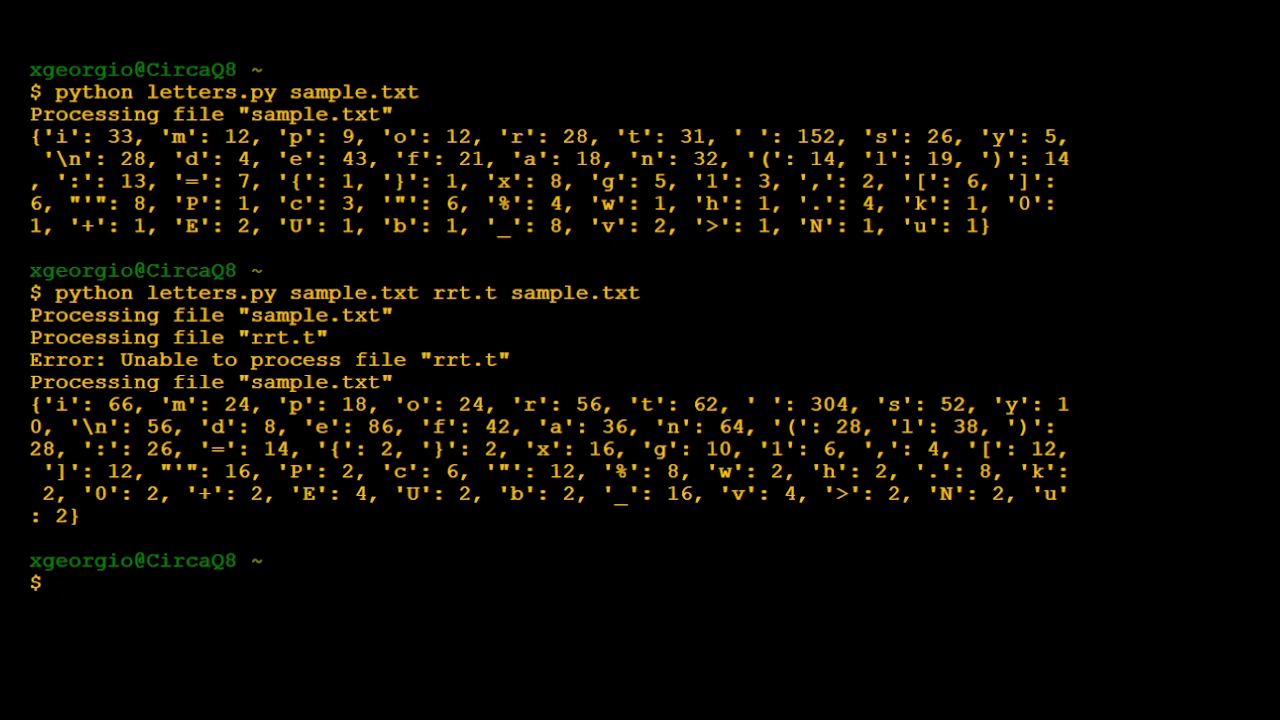 xgeorgio@CircaQ8 ~
$ python letters.py sample.txt
Processing file "sample.txt"
{'i': 33, 'm': 12, 'p': 9, 'o': 12, 'r': 28, 't': 31, ' ': 152, 's': 26, 'y': 5,
 '\n': 28, 'd': 4, 'e': 43, 'f': 21, 'a': 18, 'n': 32, '(': 14, 'l': 19, ')': 14
, ':': 13, '=': 7, '{': 1, '}': 1, 'x': 8, 'g': 5, '1': 3, ',': 2, '[': 6, ']':
6, "'": 8, 'P': 1, 'c': 3, '"': 6, '%': 4, 'w': 1, 'h': 1, '.': 4, 'k': 1, '0':
1, '+': 1, 'E': 2, 'U': 1, 'b': 1, '_': 8, 'v': 2, '>': 1, 'N': 1, 'u': 1}
xgeorgio@CircaQ8 ~
$ python letters.py sample.txt rrt.t sample.txt
Processing file "sample.txt"
Processing file "rrt.t"
Error: Unable to process file "rrt.t"
Processing file "sample.txt"
{'i': 66, 'm': 24, 'p': 18, 'o': 24, 'r': 56, 't': 62, ' ': 304, 's': 52, 'y': 1
0, '\n': 56, 'd': 8, 'e': 86, 'f': 42, 'a': 36, 'n': 64, '(': 28, 'l': 38, ')':
28, ':': 26, '=': 14, '{': 2, '}': 2, 'x': 16, 'g': 10, '1': 6, ',': 4, '[': 12,
 ']': 12, "'": 16, 'P': 2, 'c': 6, '"': 12, '%': 8, 'w': 2, 'h': 2, '.': 8, 'k':
 2, '0': 2, '+': 2, 'E': 4, 'U': 2, 'b': 2, '_': 16, 'v': 4, '>': 2, 'N': 2, 'u'
: 2}
xgeorgio@CircaQ8 ~
$